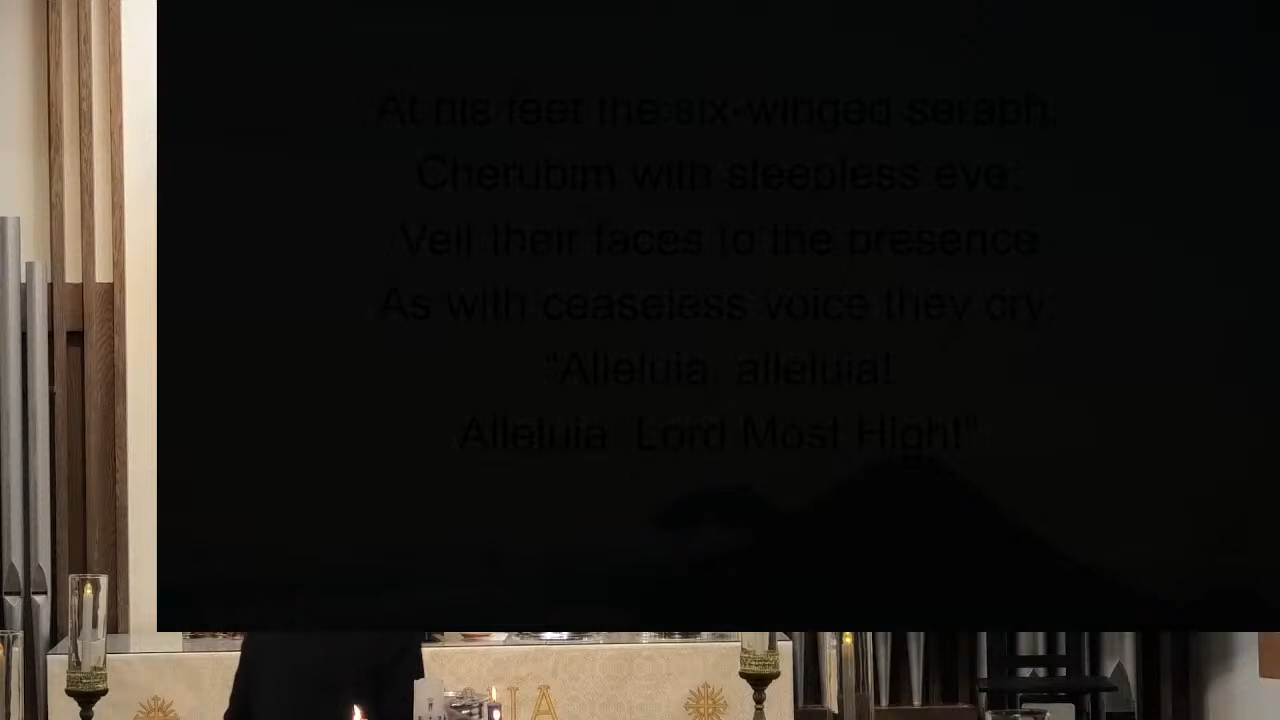 At his feet the six-winged seraph,
Cherubim with sleepless eye;
Veil their faces to the presence
As with ceaseless voice they cry:
"Alleluia, alleluia!
Alleluia, Lord Most High!"
IA